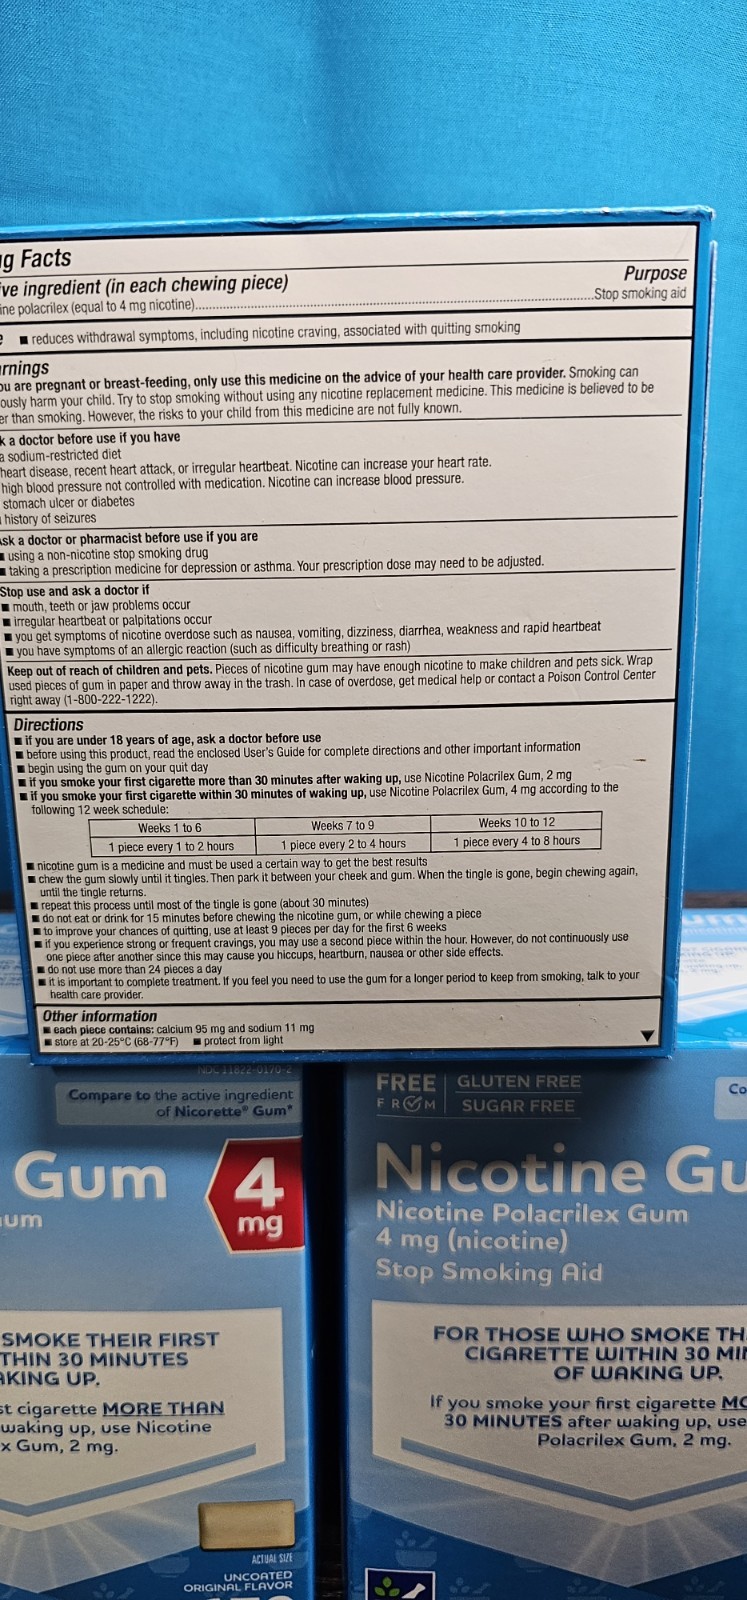 g Facts
ve ingredient (in each chewing piece) Purpose
ine polacrilex (equal to 4 mg nicotine)................Stop smoking aid
■ reduces withdrawal symptoms, including nicotine craving, associated with quitting smoking
rnings
ou are pregnant or breast-feeding, only use this medicine on the advice of your health care provider. Smoking can
ously harm your child. Try to stop smoking without using any nicotine replacement medicine. This medicine is believed to be
er than smoking. However, the risks to your child from this medicine are not fully known.
k a doctor before use if you have
a sodium-restricted diet
heart disease, recent heart attack, or irregular heartbeat. Nicotine can increase your heart rate.
high blood pressure not controlled with medication. Nicotine can increase blood pressure.
stomach ulcer or diabetes
history of seizures
sk a doctor or pharmacist before use if you are
■ using a non-nicotine stop smoking drug
■ taking a prescription medicine for depression or asthma. Your prescription dose may need to be adjusted.
Stop use and ask a doctor if
■ mouth, teeth or jaw problems occur
■ irregular heartbeat or palpitations occur
■ you get symptoms of nicotine overdose such as nausea, vomiting, dizziness, diarrhea, weakness and rapid heartbeat
■ you have symptoms of an allergic reaction (such as difficulty breathing or rash)
Keep out of reach of children and pets. Pieces of nicotine gum may have enough nicotine to make children and pets sick. Wrap
used pieces of gum in paper and throw away in the trash. In case of overdose, get medical help or contact a Poison Control Center
right away (1-800-222-1222).
Directions
■ if you are under 18 years of age, ask a doctor before use
■ before using this product, read the enclosed User's Guide for complete directions and other important information
■ begin using the gum on your quit day
■ if you smoke your first cigarette more than 30 minutes after waking up, use Nicotine Polacrilex Gum, 2 mg
■ if you smoke your first cigarette within 30 minutes of waking up, use Nicotine Polacrilex Gum, 4 mg according to the
following 12 week schedule:
Weeks 1 to 6 Weeks 7 to 9 Weeks 10 to 12
1 piece every 1 to 2 hours 1 piece every 2 to 4 hours 1 piece every 4 to 8 hours
■ nicotine gum is a medicine and must be used a certain way to get the best results
■ chew the gum slowly until it tingles. Then park it between your cheek and gum. When the tingle is gone, begin chewing again,
until the tingle returns.
■ repeat this process until most of the tingle is gone (about 30 minutes)
■ do not eat or drink for 15 minutes before chewing the nicotine gum, or while chewing a piece
■ to improve your chances of quitting, use at least 9 pieces per day for the first 6 weeks
■ if you experience strong or frequent cravings, you may use a second piece within the hour. However, do not continuously use
one piece after another since this may cause you hiccups, heartburn, nausea or other side effects.
■ do not use more than 24 pieces a day
■ it is important to complete treatment. If you feel you need to use the gum for a longer period to keep from smoking, talk to your
health care provider.
Other information
■ each piece contains: calcium 95 mg and sodium 11 mg
■ store at 20-25°C (68-77°F) ■ protect from light
NDC 11822-0170-2
Compare to the active ingredient
of Nicorette® Gum*
Gum 4 mg
um
SMOKE THEIR FIRST
THIN 30 MINUTES
AKING UP.
st cigarette MORE THAN
waking up, use Nicotine
x Gum, 2 mg.
ACTUAL SIZE
UNCOATED
ORIGINAL FLAVOR
FREE FROM GLUTEN FREE
SUGAR FREE
Co
Nicotine Gu
Nicotine Polacrilex Gum
4 mg (nicotine)
Stop Smoking Aid
FOR THOSE WHO SMOKE TH
CIGARETTE WITHIN 30 MIN
OF WAKING UP.
If you smoke your first cigarette MO
30 MINUTES after waking up, use
Polacrilex Gum, 2 mg.